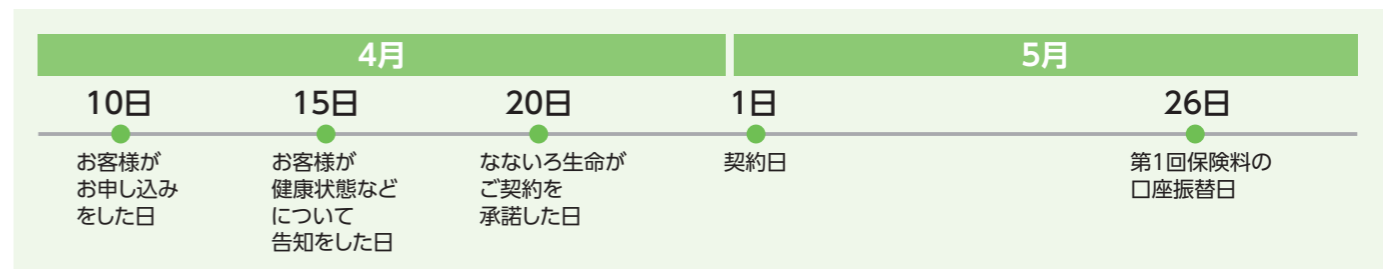 4月
5月
10日
15日
20日
1日
26日
お客様が
お申し込み
をした日
お客様が
健康状態など
について
告知をした日
なないろ生命が
ご契約を
承諾した日
契約日
第1回保険料の
口座振替日